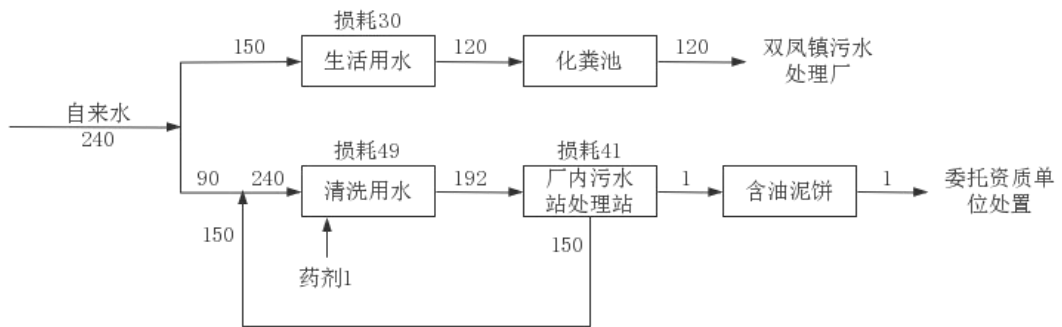 损耗30
150
生活用水
120
化粪池
120
双凤镇污水
处理厂
自来水
240
损耗49
损耗41
90
240
清洗用水
192
厂内污水
站处理站
1
含油泥饼
1
委托资质单
位处置
150
150
药剂1